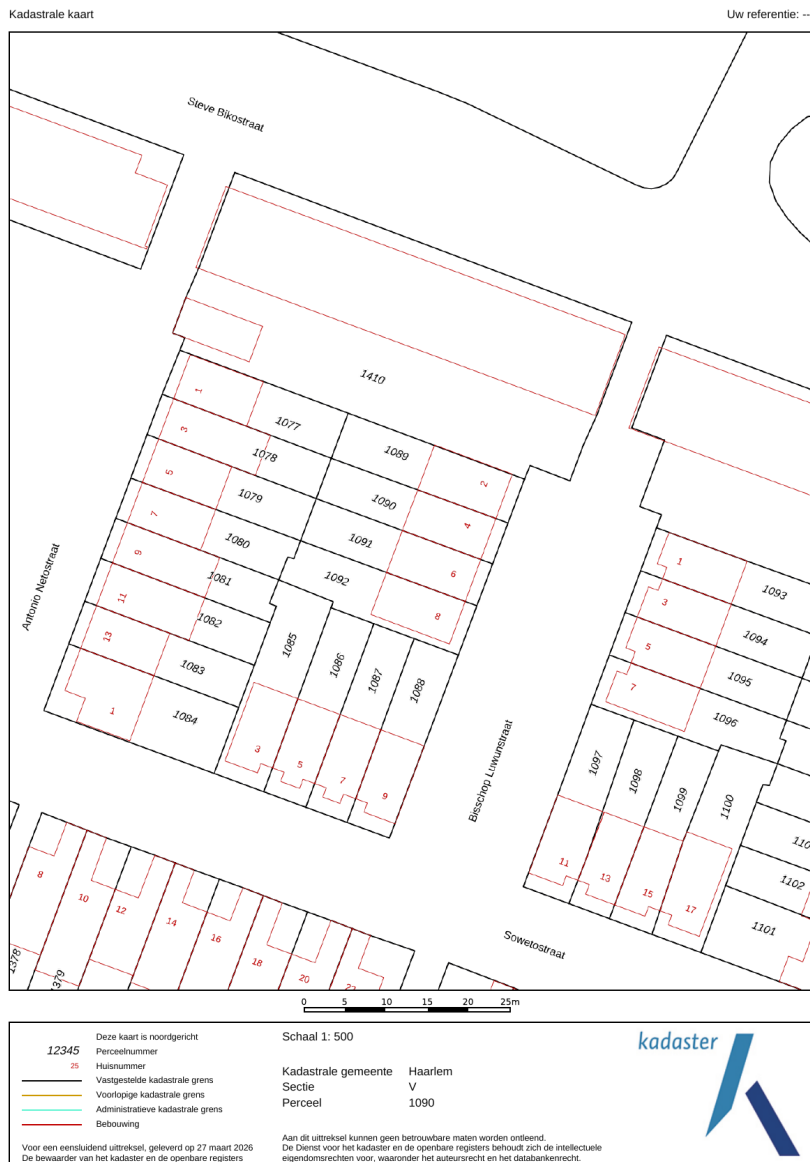 Kadastrale kaart
Uw referentie: --
Steve Bikostraat
1410
1
1077
1089
2
3
1078
1090
4
5
1079
1091
6
7
1080
1092
8
9
1081
11
1082
13
1083
1
1084
Antonio Netostraat
1085
1086
1087
1088
3
5
7
9
Bisschop Luwunstraat
1
1093
3
1094
5
1095
7
1096
1097
1098
1099
1100
11
13
15
17
110
1102
1101
Sowetostraat
8
10
12
14
16
18
20
22
1378
1379
0 5 10 15 20 25m
Deze kaart is noordgericht
12345 Perceelnummer
25 Huisnummer
Vastgestelde kadastrale grens
Voorlopige kadastrale grens
Administratieve kadastrale grens
Bebouwing
Voor een eensluidend uittreksel, geleverd op 27 maart 2026
De bewaarder van het kadaster en de openbare registers
Schaal 1: 500
Kadastrale gemeente Haarlem
Sectie V
Perceel 1090
Aan dit uittreksel kunnen geen betrouwbare maten worden ontleend.
De Dienst voor het kadaster en de openbare registers behoudt zich de intellectuele
eigendomsrechten voor, waaronder het auteursrecht en het databankenrecht.
kadaster